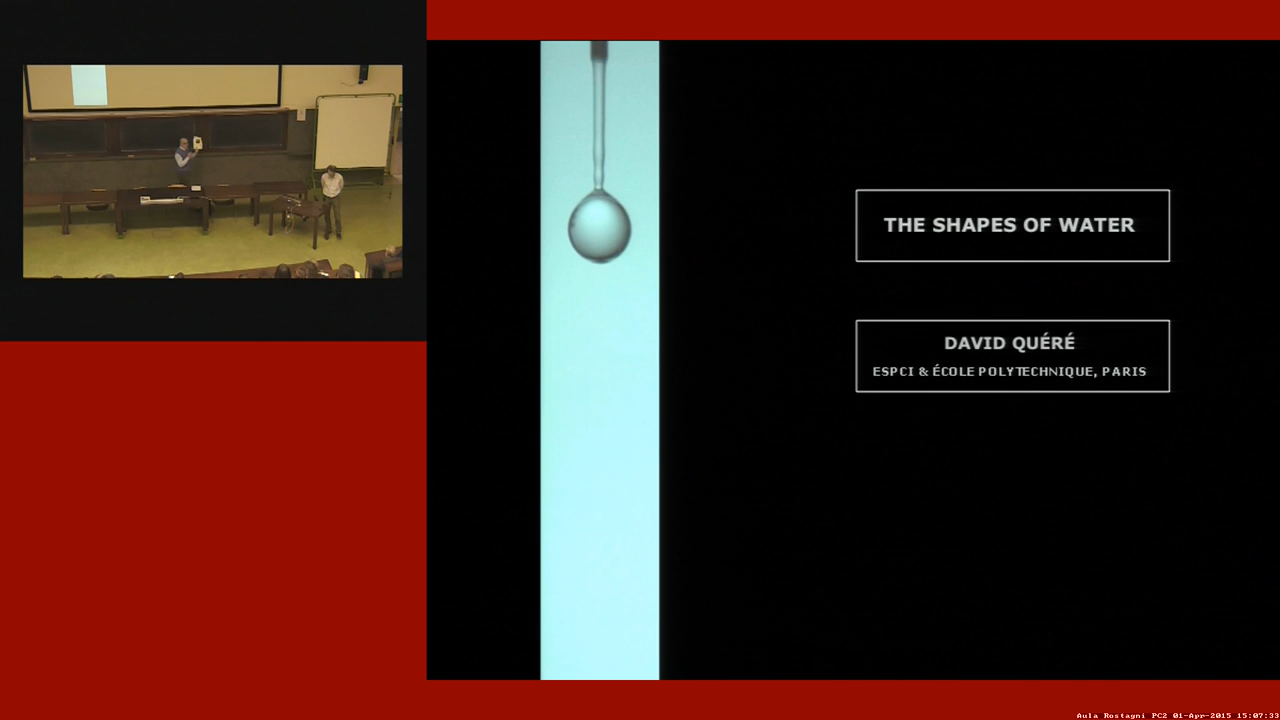 THE SHAPES OF WATER
DAVID QUÉRÉ
ESPCI & ÉCOLE POLYTECHNIQUE, PARIS
Aula Rostagni PC2 01-Apr-2015 15:07:33